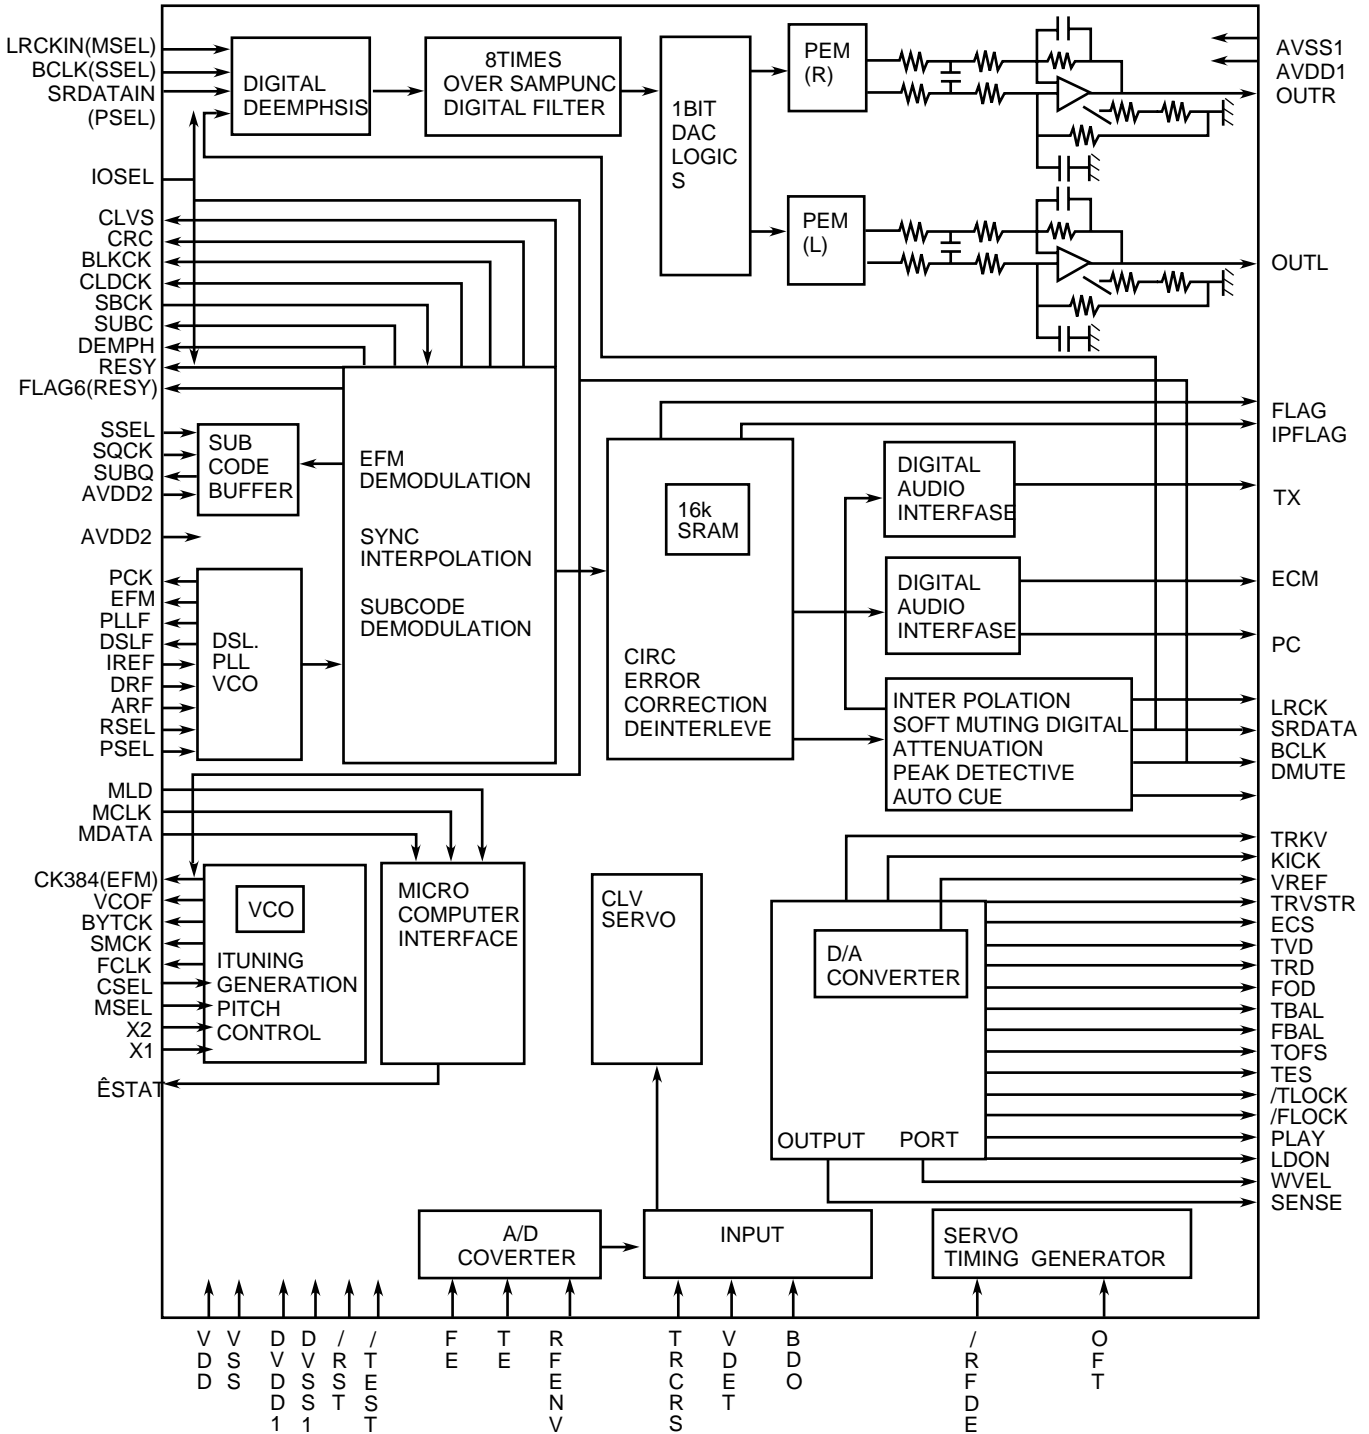 LRCKIN(MSEL)
BCLK(SSEL)
SRDATAIN
(PSEL)
IOSEL
CLVS
CRC
BLKCK
CLDCK
SBCK
SUBC
DEMPH
RESY
FLAG6(RESY)
SSEL
SQCK
SUBQ
AVDD2
AVDD2
PCK
EFM
PLLF
DSLF
IREF
DRF
ARF
RSEL
PSEL
MLD
MCLK
MDATA
CK384(EFM)
VCOF
BYTCK
SMCK
FCLK
CSEL
MSEL
X2
X1
ÊSTAT
DIGITAL
DEEMPHSIS
8TIMES
OVER SAMPUNC
DIGITAL FILTER
1BIT
DAC
LOGIC
S
PEM
(R)
PEM
(L)
SUB
CODE
BUFFER
EFM
DEMODULATION
SYNC
INTERPOLATION
SUBCODE
DEMODULATION
DSL.
PLL
VCO
16k
SRAM
CIRC
ERROR
CORRECTION
DEINTERLEVE
DIGITAL
AUDIO
INTERFASE
DIGITAL
AUDIO
INTERFASE
INTER POLATION
SOFT MUTING DIGITAL
ATTENUATION
PEAK DETECTIVE
AUTO CUE
VCO
ITUNING
GENERATION
PITCH
CONTROL
MICRO
COMPUTER
INTERFACE
CLV
SERVO
D/A
CONVERTER
OUTPUT PORT
A/D
COVERTER
INPUT
SERVO
TIMING GENERATOR
AVSS1
AVDD1
OUTR
OUTL
FLAG
IPFLAG
TX
ECM
PC
LRCK
SRDATA
BCLK
DMUTE
TRKV
KICK
VREF
TRVSTR
ECS
TVD
TRD
FOD
TBAL
FBAL
TOFS
TES
/TLOCK
/FLOCK
PLAY
LDON
WVEL
SENSE
VDD
VSS
DVDD1
DVSS1
/RST
/TEST
FE
TE
RFENV
TRCRS
VDET
BDO
/RFDE
OFT